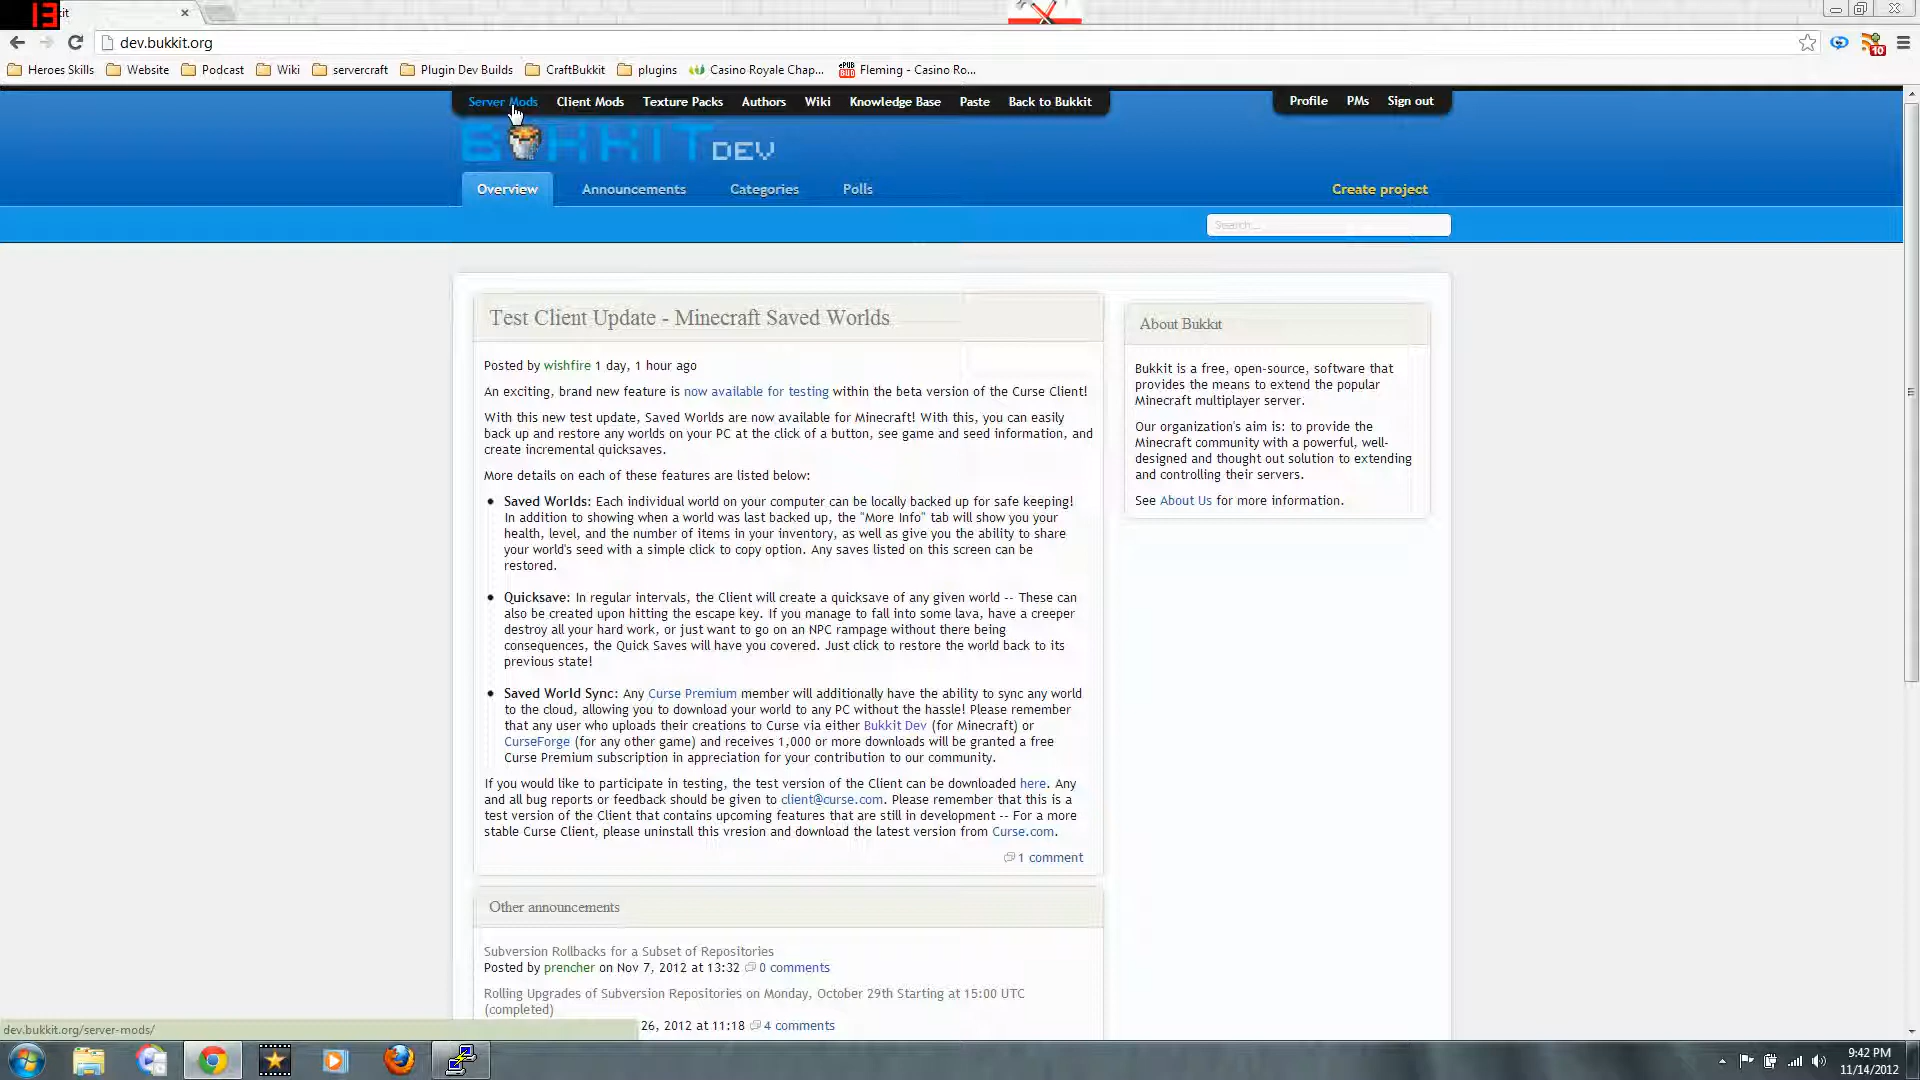 13
kit
dev.bukkit.org
10
Heroes Skills Website Podcast Wiki servercraft Plugin Dev Builds CraftBukkit plugins Casino Royale Chap... Fleming - Casino Ro...
Server Mods Client Mods Texture Packs Authors Wiki Knowledge Base Paste Back to Bukkit Profile PMs Sign out
BUKKIT DEV
Overview Announcements Categories Polls Create project
Search...
Test Client Update - Minecraft Saved Worlds
Posted by wishfire 1 day, 1 hour ago
An exciting, brand new feature is now available for testing within the beta version of the Curse Client!
With this new test update, Saved Worlds are now available for Minecraft! With this, you can easily
back up and restore any worlds on your PC at the click of a button, see game and seed information, and
create incremental quicksaves.
More details on each of these features are listed below:
Saved Worlds: Each individual world on your computer can be locally backed up for safe keeping!
In addition to showing when a world was last backed up, the "More Info" tab will show you your
health, level, and the number of items in your inventory, as well as give you the ability to share
your world's seed with a simple click to copy option. Any saves listed on this screen can be
restored.
Quicksave: In regular intervals, the Client will create a quicksave of any given world -- These can
also be created upon hitting the escape key. If you manage to fall into some lava, have a creeper
destroy all your hard work, or just want to go on an NPC rampage without there being
consequences, the Quick Saves will have you covered. Just click to restore the world back to its
previous state!
Saved World Sync: Any Curse Premium member will additionally have the ability to sync any world
to the cloud, allowing you to download your world to any PC without the hassle! Please remember
that any user who uploads their creations to Curse via either Bukkit Dev (for Minecraft) or
CurseForge (for any other game) and receives 1,000 or more downloads will be granted a free
Curse Premium subscription in appreciation for your contribution to our community.
If you would like to participate in testing, the test version of the Client can be downloaded here. Any
and all bug reports or feedback should be given to client@curse.com. Please remember that this is a
test version of the Client that contains upcoming features that are still in development -- For a more
stable Curse Client, please uninstall this vresion and download the latest version from Curse.com.
1 comment
About Bukkit
Bukkit is a free, open-source, software that
provides the means to extend the popular
Minecraft multiplayer server.
Our organization's aim is: to provide the
Minecraft community with a powerful, well-
designed and thought out solution to extending
and controlling their servers.
See About Us for more information.
Other announcements
Subversion Rollbacks for a Subset of Repositories
Posted by prencher on Nov 7, 2012 at 13:32 0 comments
Rolling Upgrades of Subversion Repositories on Monday, October 29th Starting at 15:00 UTC
(completed)
26, 2012 at 11:18 4 comments
dev.bukkit.org/server-mods/
9:42 PM
11/14/2012